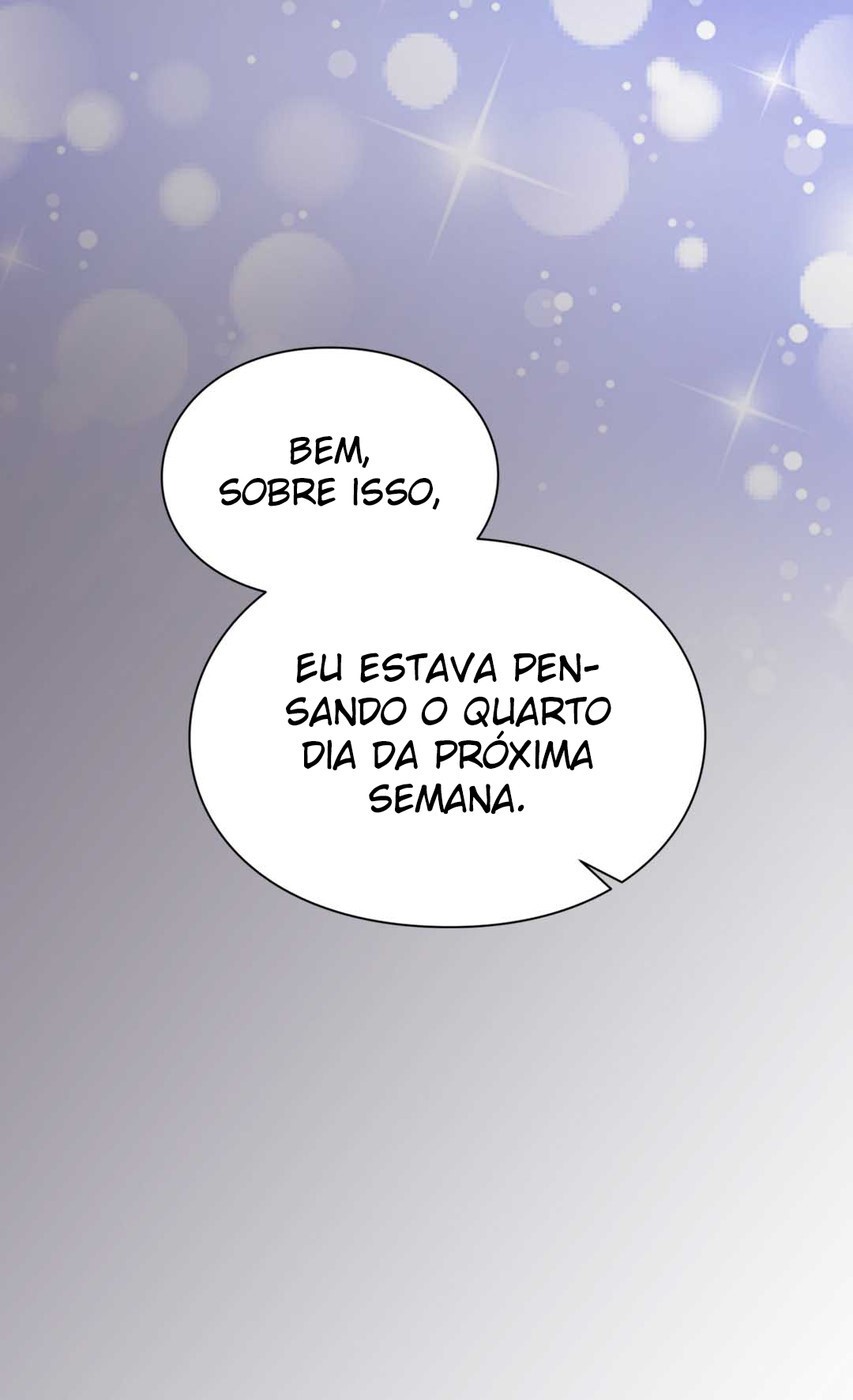 BEM,
SOBRE ISSO,
EU ESTAVA PEN-
SANDO O QUARTO
DIA DA PRÓXIMA
SEMANA.